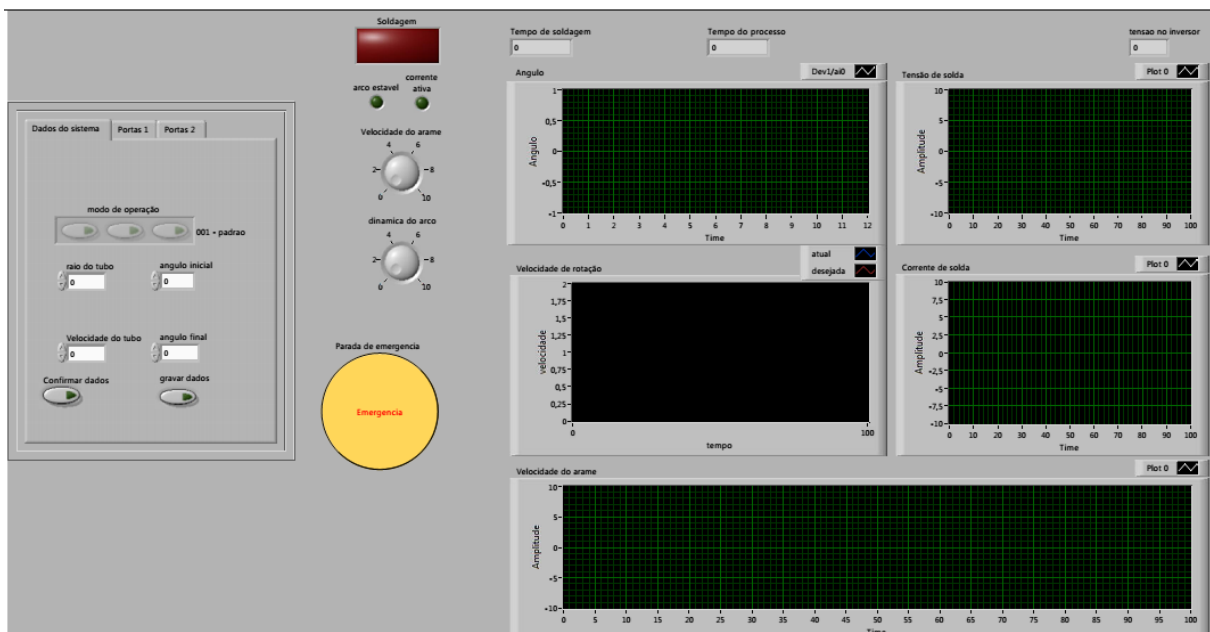 Soldagem
arco estavel
corrente
ativa
Velocidade do arame
0 2 4 6 8 10
dinamica do arco
0 2 4 6 8 10
Parada de emergencia
Emergencia
Dados do sistema Portas 1 Portas 2
modo de operação
001 - padrao
raio do tubo angulo inicial
0 0
Velocidade do tubo angulo final
0 0
Confirmar dados gravar dados
Tempo de soldagem Tempo do processo tensao no inversor
0 0 0
Angulo Dev1/ai0
Angulo
1
0,5
0
-0,5
-1
0 1 2 3 4 5 6 7 8 9 10 11 12
Time
Tensão de solda Plot 0
Amplitude
10
5
0
-5
-10
0 10 20 30 40 50 60 70 80 90 100
Time
Velocidade de rotação
atual
desejada
velocidade
2
1,75
1,5
1,25
1
0,75
0,5
0,25
0
0 100
tempo
Corrente de solda Plot 0
Amplitude
10
7,5
5
2,5
0
-2,5
-5
-7,5
-10
0 10 20 30 40 50 60 70 80 90 100
Time
Velocidade do arame Plot 0
Amplitude
10
5
0
-5
-10
0 5 10 15 20 25 30 35 40 45 50 55 60 65 70 75 80 85 90 95 100
Time